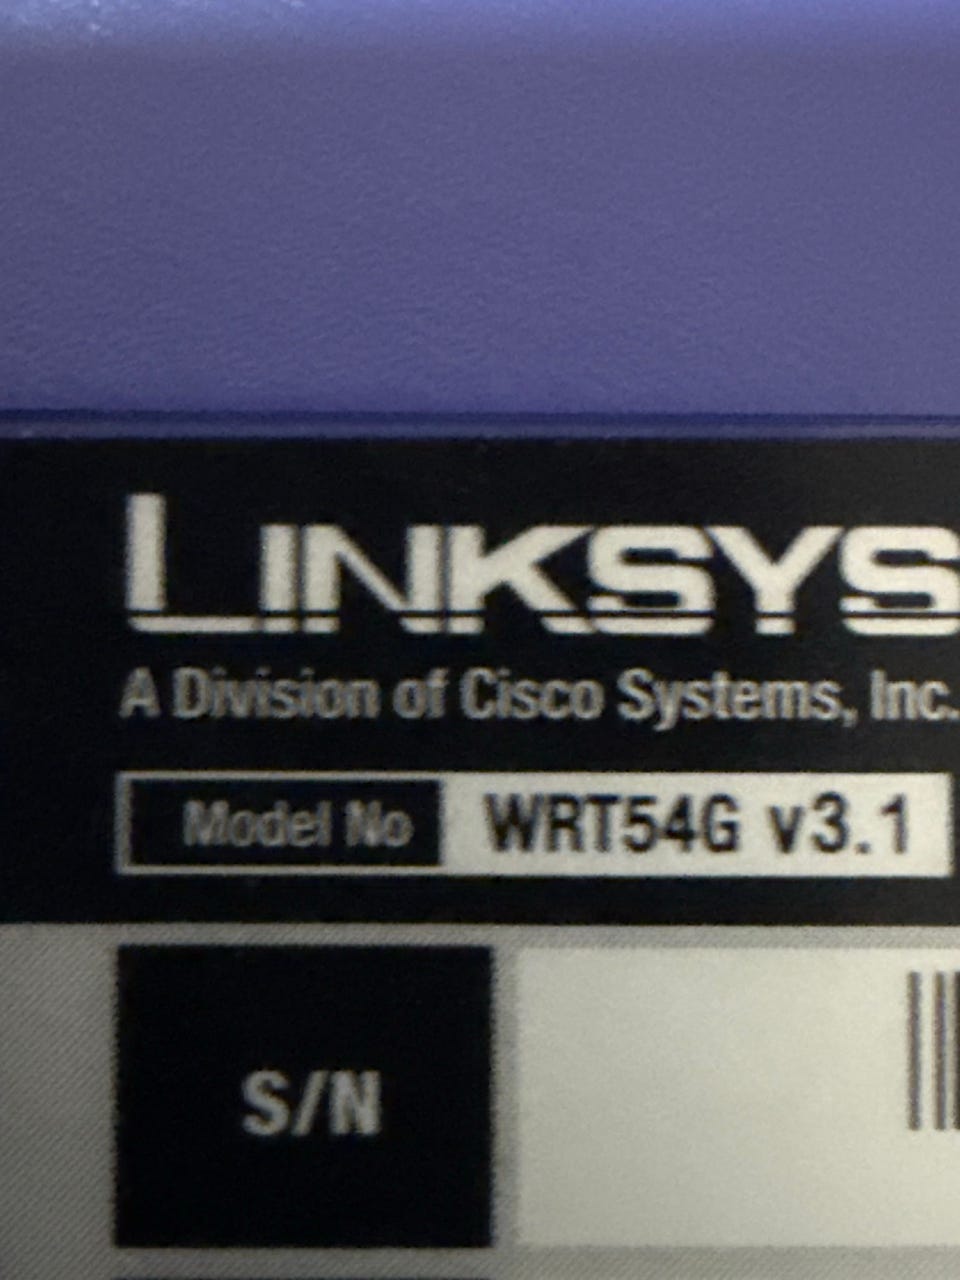 LINKSYS
A Division of Cisco Systems, Inc.
Model No WRT54G v3.1
S/N